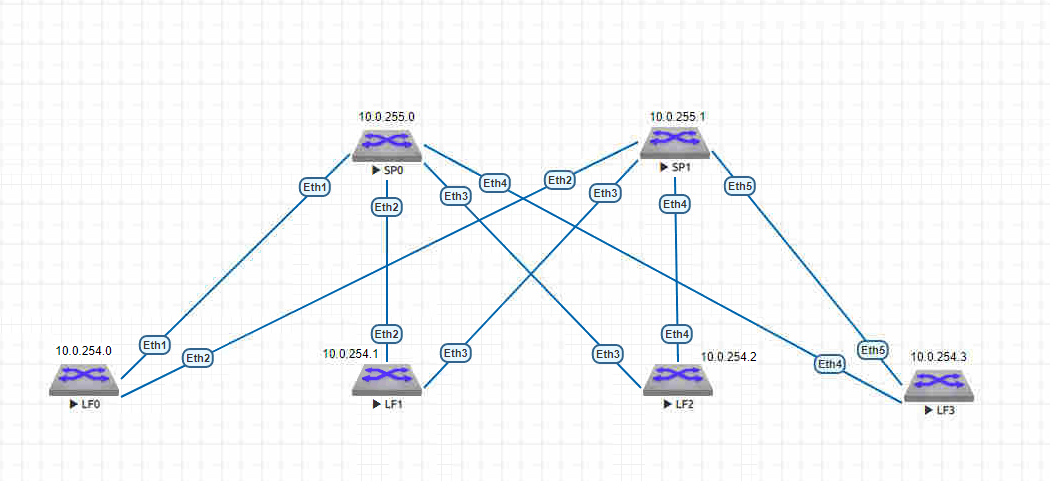 10.0.255.0
10.0.255.1
SP0
SP1
Eth1
Eth2
Eth3
Eth4
Eth2
Eth3
Eth4
Eth5
Eth1
Eth2
Eth2
Eth3
Eth3
Eth4
Eth4
Eth5
10.0.254.0
10.0.254.1
10.0.254.2
10.0.254.3
LF0
LF1
LF2
LF3